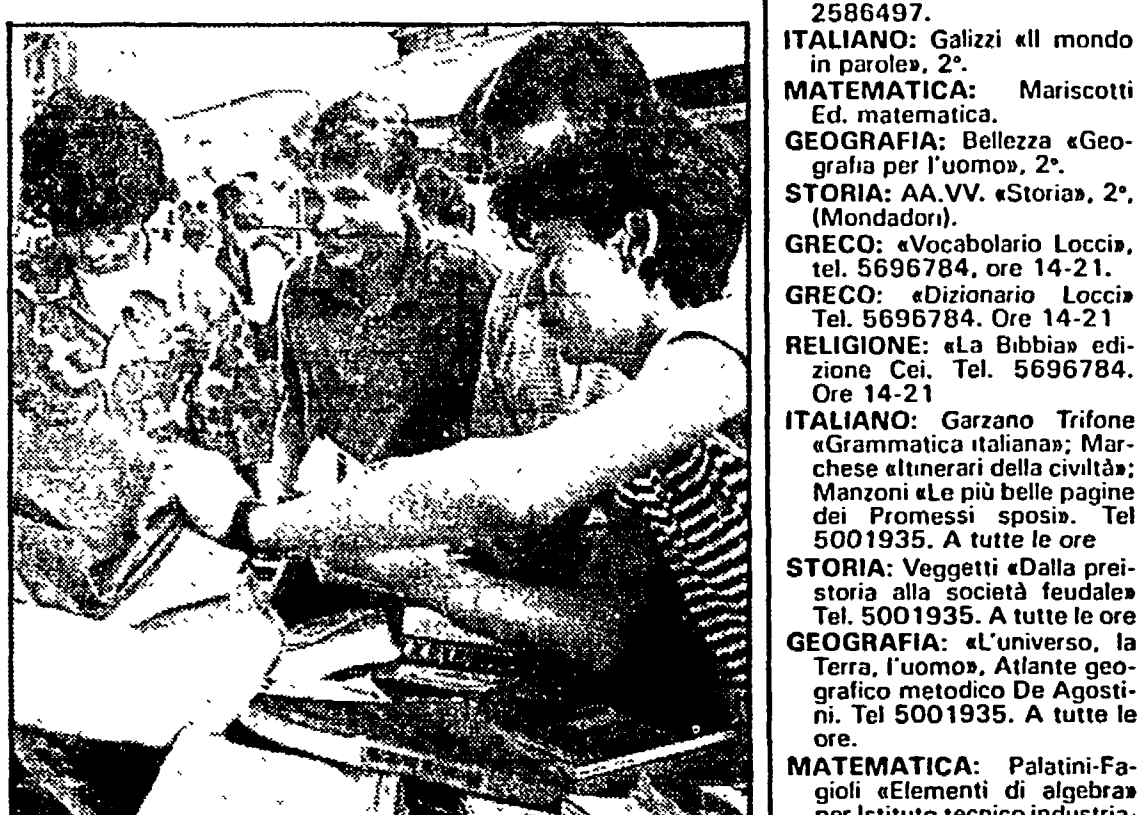 2586497.
ITALIANO: Galizzi «Il mondo
in parole», 2°.
MATEMATICA: Mariscotti
Ed. matematica.
GEOGRAFIA: Bellezza «Geo-
grafia per l'uomo», 2°.
STORIA: AA.VV. «Storia», 2°,
(Mondadori).
GRECO: «Vocabolario Locci»,
tel. 5696784, ore 14-21.
GRECO: «Dizionario Locci»
Tel. 5696784. Ore 14-21
RELIGIONE: «La Bibbia» edi-
zione Cei. Tel. 5696784.
Ore 14-21
ITALIANO: Garzano Trifone
«Grammatica italiana»; Mar-
chese «Itinerari della civiltà»;
Manzoni «Le più belle pagine
dei Promessi sposi». Tel
5001935. A tutte le ore
STORIA: Veggetti «Dalla prei-
storia alla società feudale»
Tel. 5001935. A tutte le ore
GEOGRAFIA: «L'universo, la
Terra, l'uomo», Atlante geo-
grafico metodico De Agosti-
ni. Tel 5001935. A tutte le
ore.
MATEMATICA: Palatini-Fa-
gioli «Elementi di algebra»
per Istituto tecnico industria-